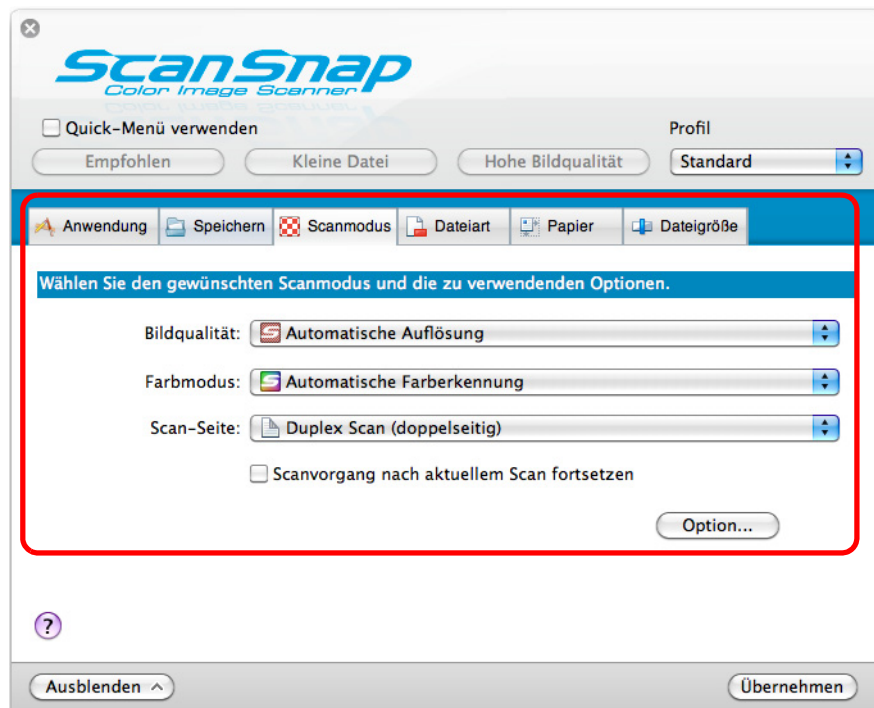 ScanSnap
Color Image Scanner
Quick-Menü verwenden
Profil
Empfohlen Kleine Datei Hohe Bildqualität Standard
Anwendung Speichern Scanmodus Dateiart Papier Dateigröße
Wählen Sie den gewünschten Scanmodus und die zu verwendenden Optionen.
Bildqualität: Automatische Auflösung
Farbmodus: Automatische Farberkennung
Scan-Seite: Duplex Scan (doppelseitig)
Scanvorgang nach aktuellem Scan fortsetzen
Option...
?
Ausblenden Übernehmen